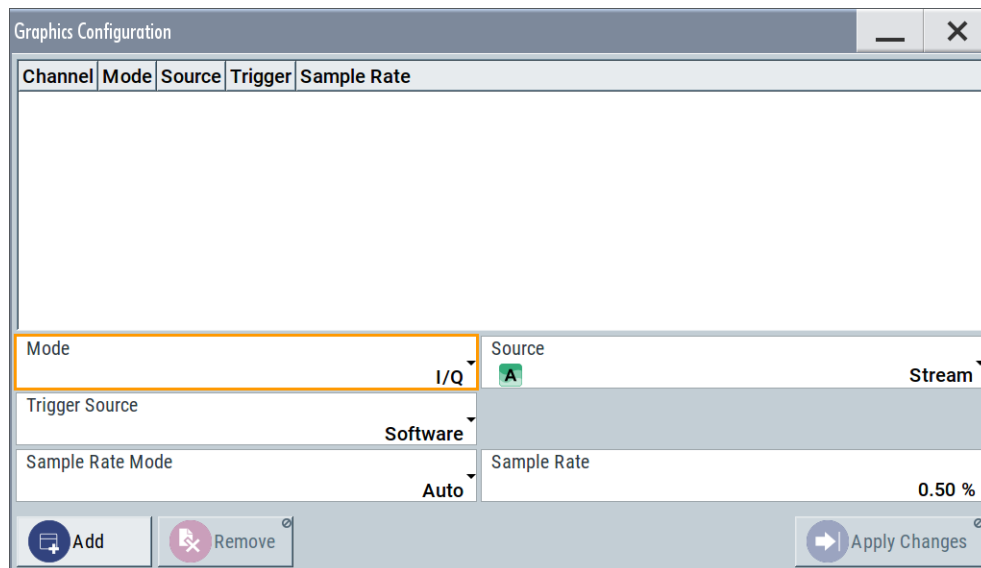 Graphics Configuration
Channel Mode Source Trigger Sample Rate
Mode
I/Q
Source
A Stream
Trigger Source
Software
Sample Rate Mode
Auto
Sample Rate
0.50 %
Add
Remove
Apply Changes